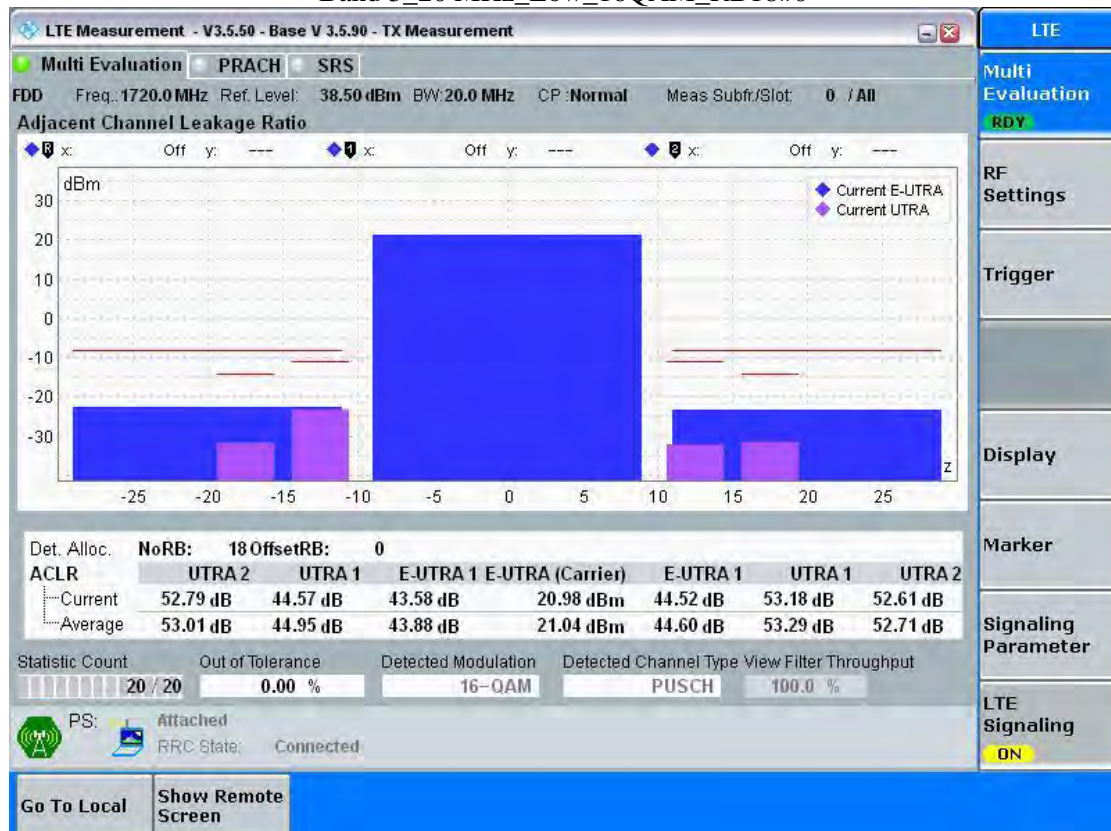 LTE Measurement - V3.5.50 - Base V 3.5.90 - TX Measurement
LTE
Multi Evaluation PRACH SRS
FDD Freq.: 1720.0 MHz Ref. Level: 38.50 dBm BW: 20.0 MHz CP : Normal Meas Subfr./Slot: 0 / All
Adjacent Channel Leakage Ratio
R x: Off y: --- 1 x: Off y: --- 2 x: Off y: ---
dBm
Current E-UTRA
Current UTRA
30
20
10
0
-10
-20
-30
z
-25 -20 -15 -10 -5 0 5 10 15 20 25
Det. Alloc. NoRB: 18 OffsetRB: 0
ACLR UTRA 2 UTRA 1 E-UTRA 1 E-UTRA (Carrier) E-UTRA 1 UTRA 1 UTRA 2
Current 52.79 dB 44.57 dB 43.58 dB 20.98 dBm 44.52 dB 53.18 dB 52.61 dB
Average 53.01 dB 44.95 dB 43.88 dB 21.04 dBm 44.60 dB 53.29 dB 52.71 dB
Statistic Count Out of Tolerance Detected Modulation Detected Channel Type View Filter Throughput
20 / 20 0.00 % 16-QAM PUSCH 100.0 %
PS: Attached
RRC State: Connected
Multi
Evaluation
RDY
RF
Settings
Trigger
Display
Marker
Signaling
Parameter
LTE
Signaling
ON
Go To Local
Show Remote
Screen